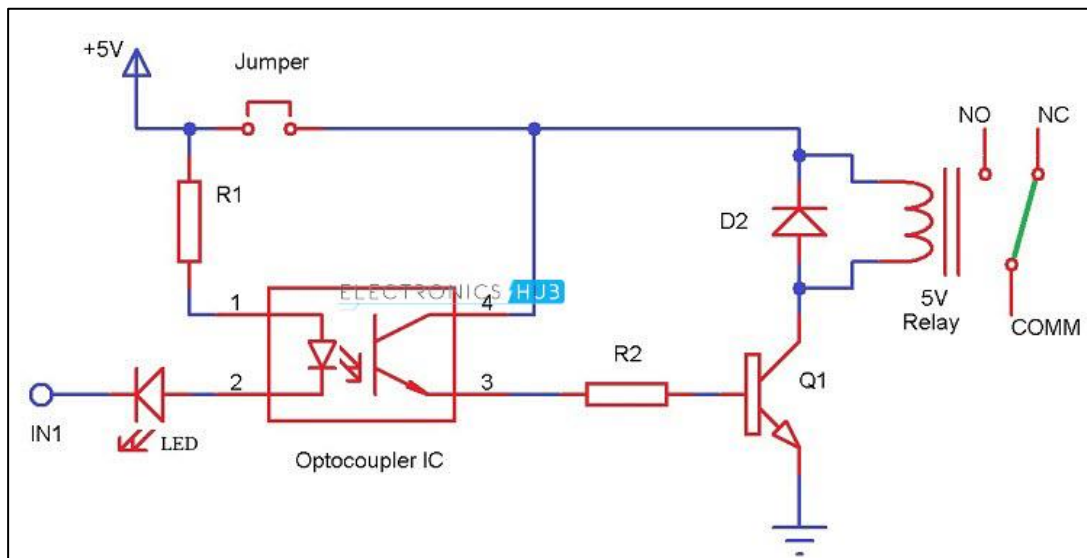 +5V
Jumper
NO
NC
R1
D2
ELECTRONICS HUB
1
4
5V
Relay
COMM
R2
Q1
2
3
IN1
LED
Optocoupler IC